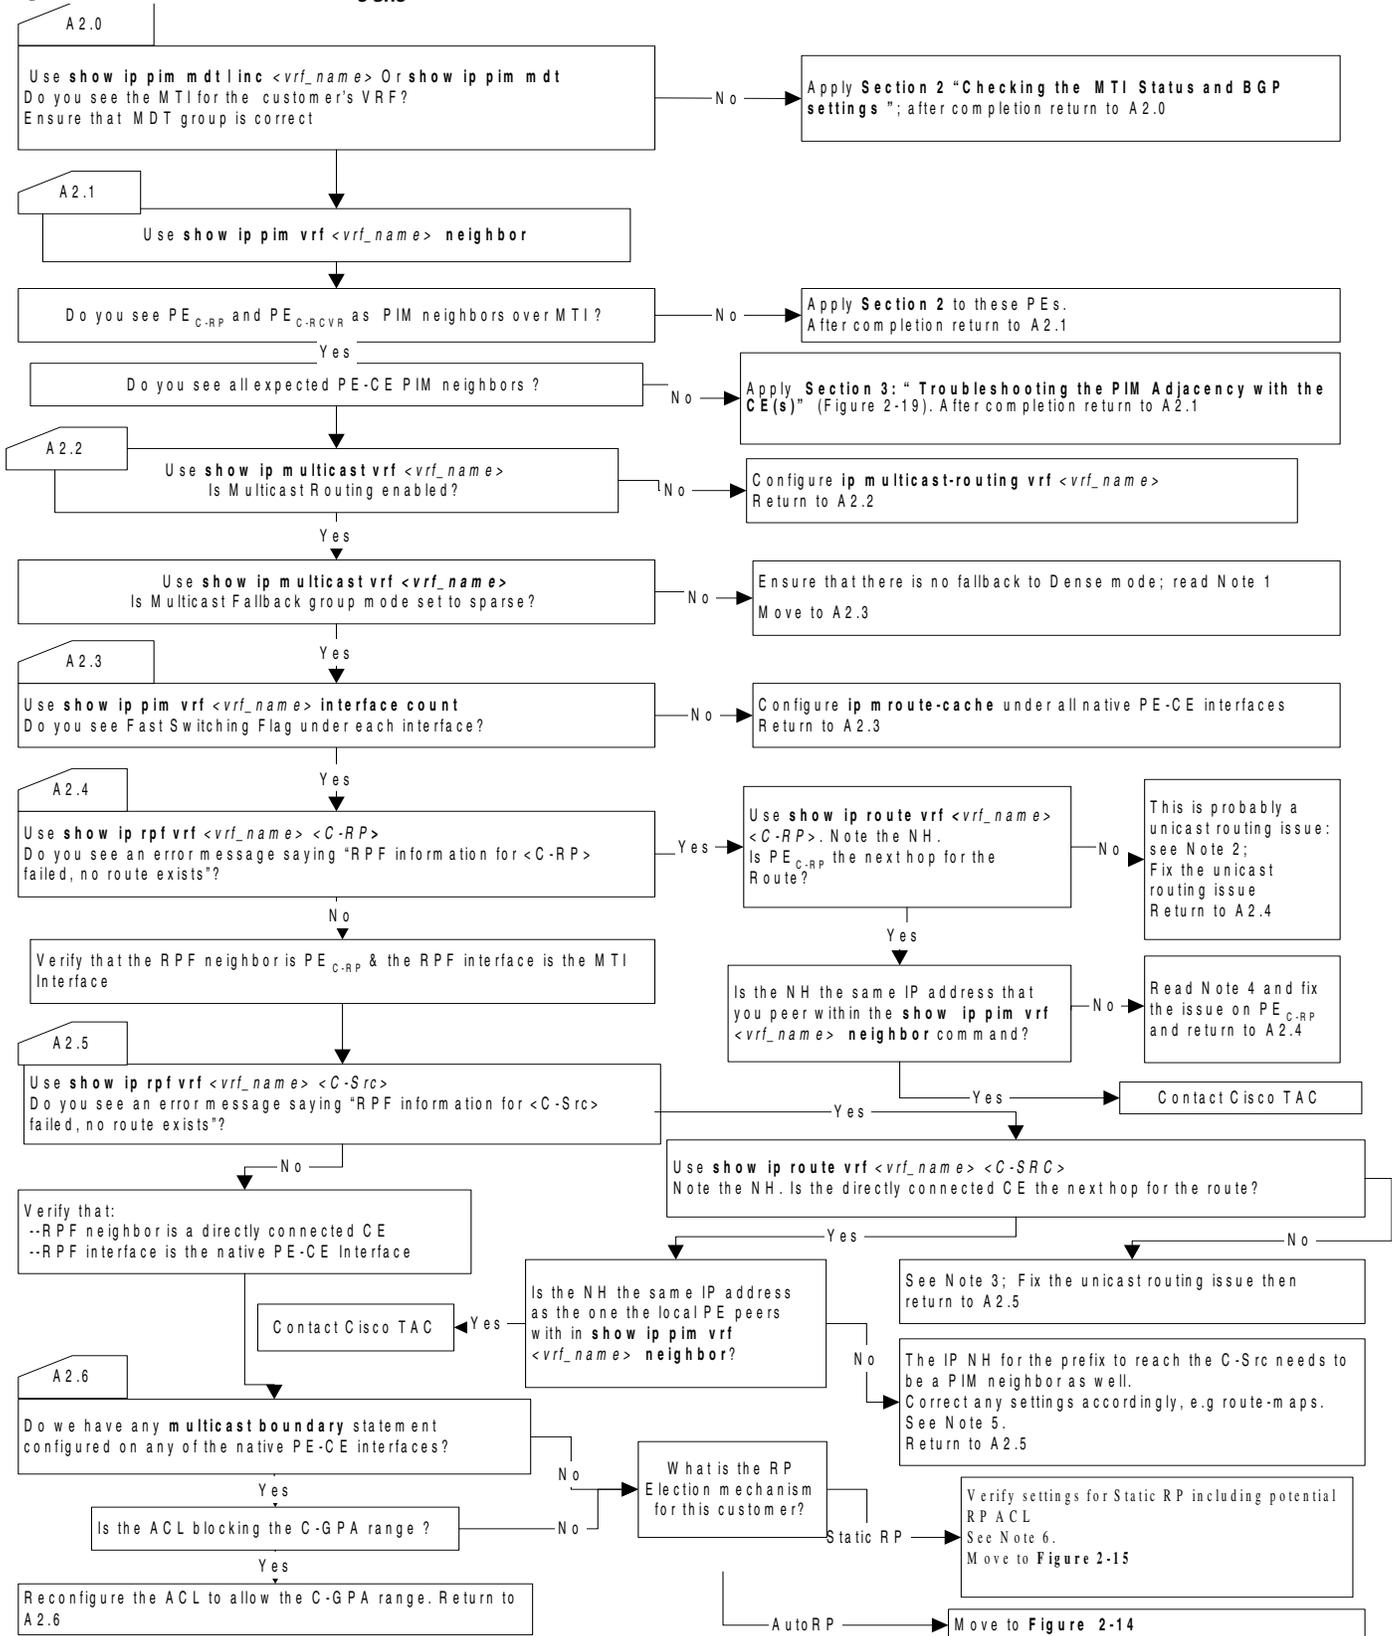 A2.0
Use show ip pim mdt linc <vrf_name> Or show ip pim mdt
Do you see the MTI for the customer's VRF?
Ensure that MDT group is correct
No
Apply Section 2 “Checking the MTI Status and BGP
settings ”; after completion return to A2.0
A2.1
Use show ip pim vrf <vrf_name> neighbor
Do you see PE C-RP and PE C-RCVR as PIM neighbors over MTI?
No
Apply Section 2 to these PEs.
After completion return to A2.1
Yes
Do you see all expected PE-CE PIM neighbors ?
No
Apply Section 3: “ Troubleshooting the PIM Adjacency with the
CE(s)” (Figure 2-19). After completion return to A2.1
A2.2
Use show ip multicast vrf <vrf_name>
Is Multicast Routing enabled?
No
Configure ip multicast-routing vrf <vrf_name>
Return to A2.2
Yes
Use show ip multicast vrf <vrf_name>
Is Multicast Fallback group mode set to sparse?
No
Ensure that there is no fallback to Dense mode; read Note 1
Move to A2.3
Yes
A2.3
Use show ip pim vrf <vrf_name> interface count
Do you see Fast Switching Flag under each interface?
No
Configure ip mroute-cache under all native PE-CE interfaces
Return to A2.3
Yes
A2.4
Use show ip rpf vrf <vrf_name> <C-RP>
Do you see an error message saying “RPF information for <C-RP>
failed, no route exists”?
Yes
Use show ip route vrf <vrf_name>
<C-RP>. Note the NH.
Is PE C-RP the next hop for the
Route?
No
This is probably a
unicast routing issue:
see Note 2;
Fix the unicast
routing issue
Return to A2.4
No
Yes
Verify that the RPF neighbor is PE C-RP & the RPF interface is the MTI
Interface
Is the NH the same IP address that
you peer within the show ip pim vrf
<vrf_name> neighbor command?
No
Read Note 4 and fix
the issue on PE C-RP
and return to A2.4
Yes
Contact Cisco TAC
A2.5
Use show ip rpf vrf <vrf_name> <C-Src>
Do you see an error message saying “RPF information for <C-Src>
failed, no route exists”?
Yes
No
Use show ip route vrf <vrf_name> <C-SRC>
Note the NH. Is the directly connected CE the next hop for the route?
Verify that:
--RPF neighbor is a directly connected CE
--RPF interface is the native PE-CE Interface
Yes
No
See Note 3; Fix the unicast routing issue then
return to A2.5
Is the NH the same IP address
as the one the local PE peers
with in show ip pim vrf
<vrf_name> neighbor?
Yes
Contact Cisco TAC
No
The IP NH for the prefix to reach the C-Src needs to
be a PIM neighbor as well.
Correct any settings accordingly, e.g route-maps.
See Note 5.
Return to A2.5
A2.6
Do we have any multicast boundary statement
configured on any of the native PE-CE interfaces?
No
What is the RP
Election mechanism
for this customer?
Yes
Is the ACL blocking the C-GPA range ?
No
Static RP
Verify settings for Static RP including potential
RP ACL
See Note 6.
Move to Figure 2-15
Yes
Reconfigure the ACL to allow the C-GPA range. Return to
A2.6
AutoRP
Move to Figure 2-14